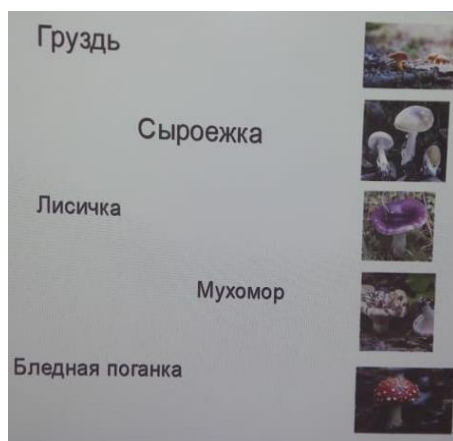 Груздь
Сыроежка
Лисичка
Мухомор
Бледная поганка